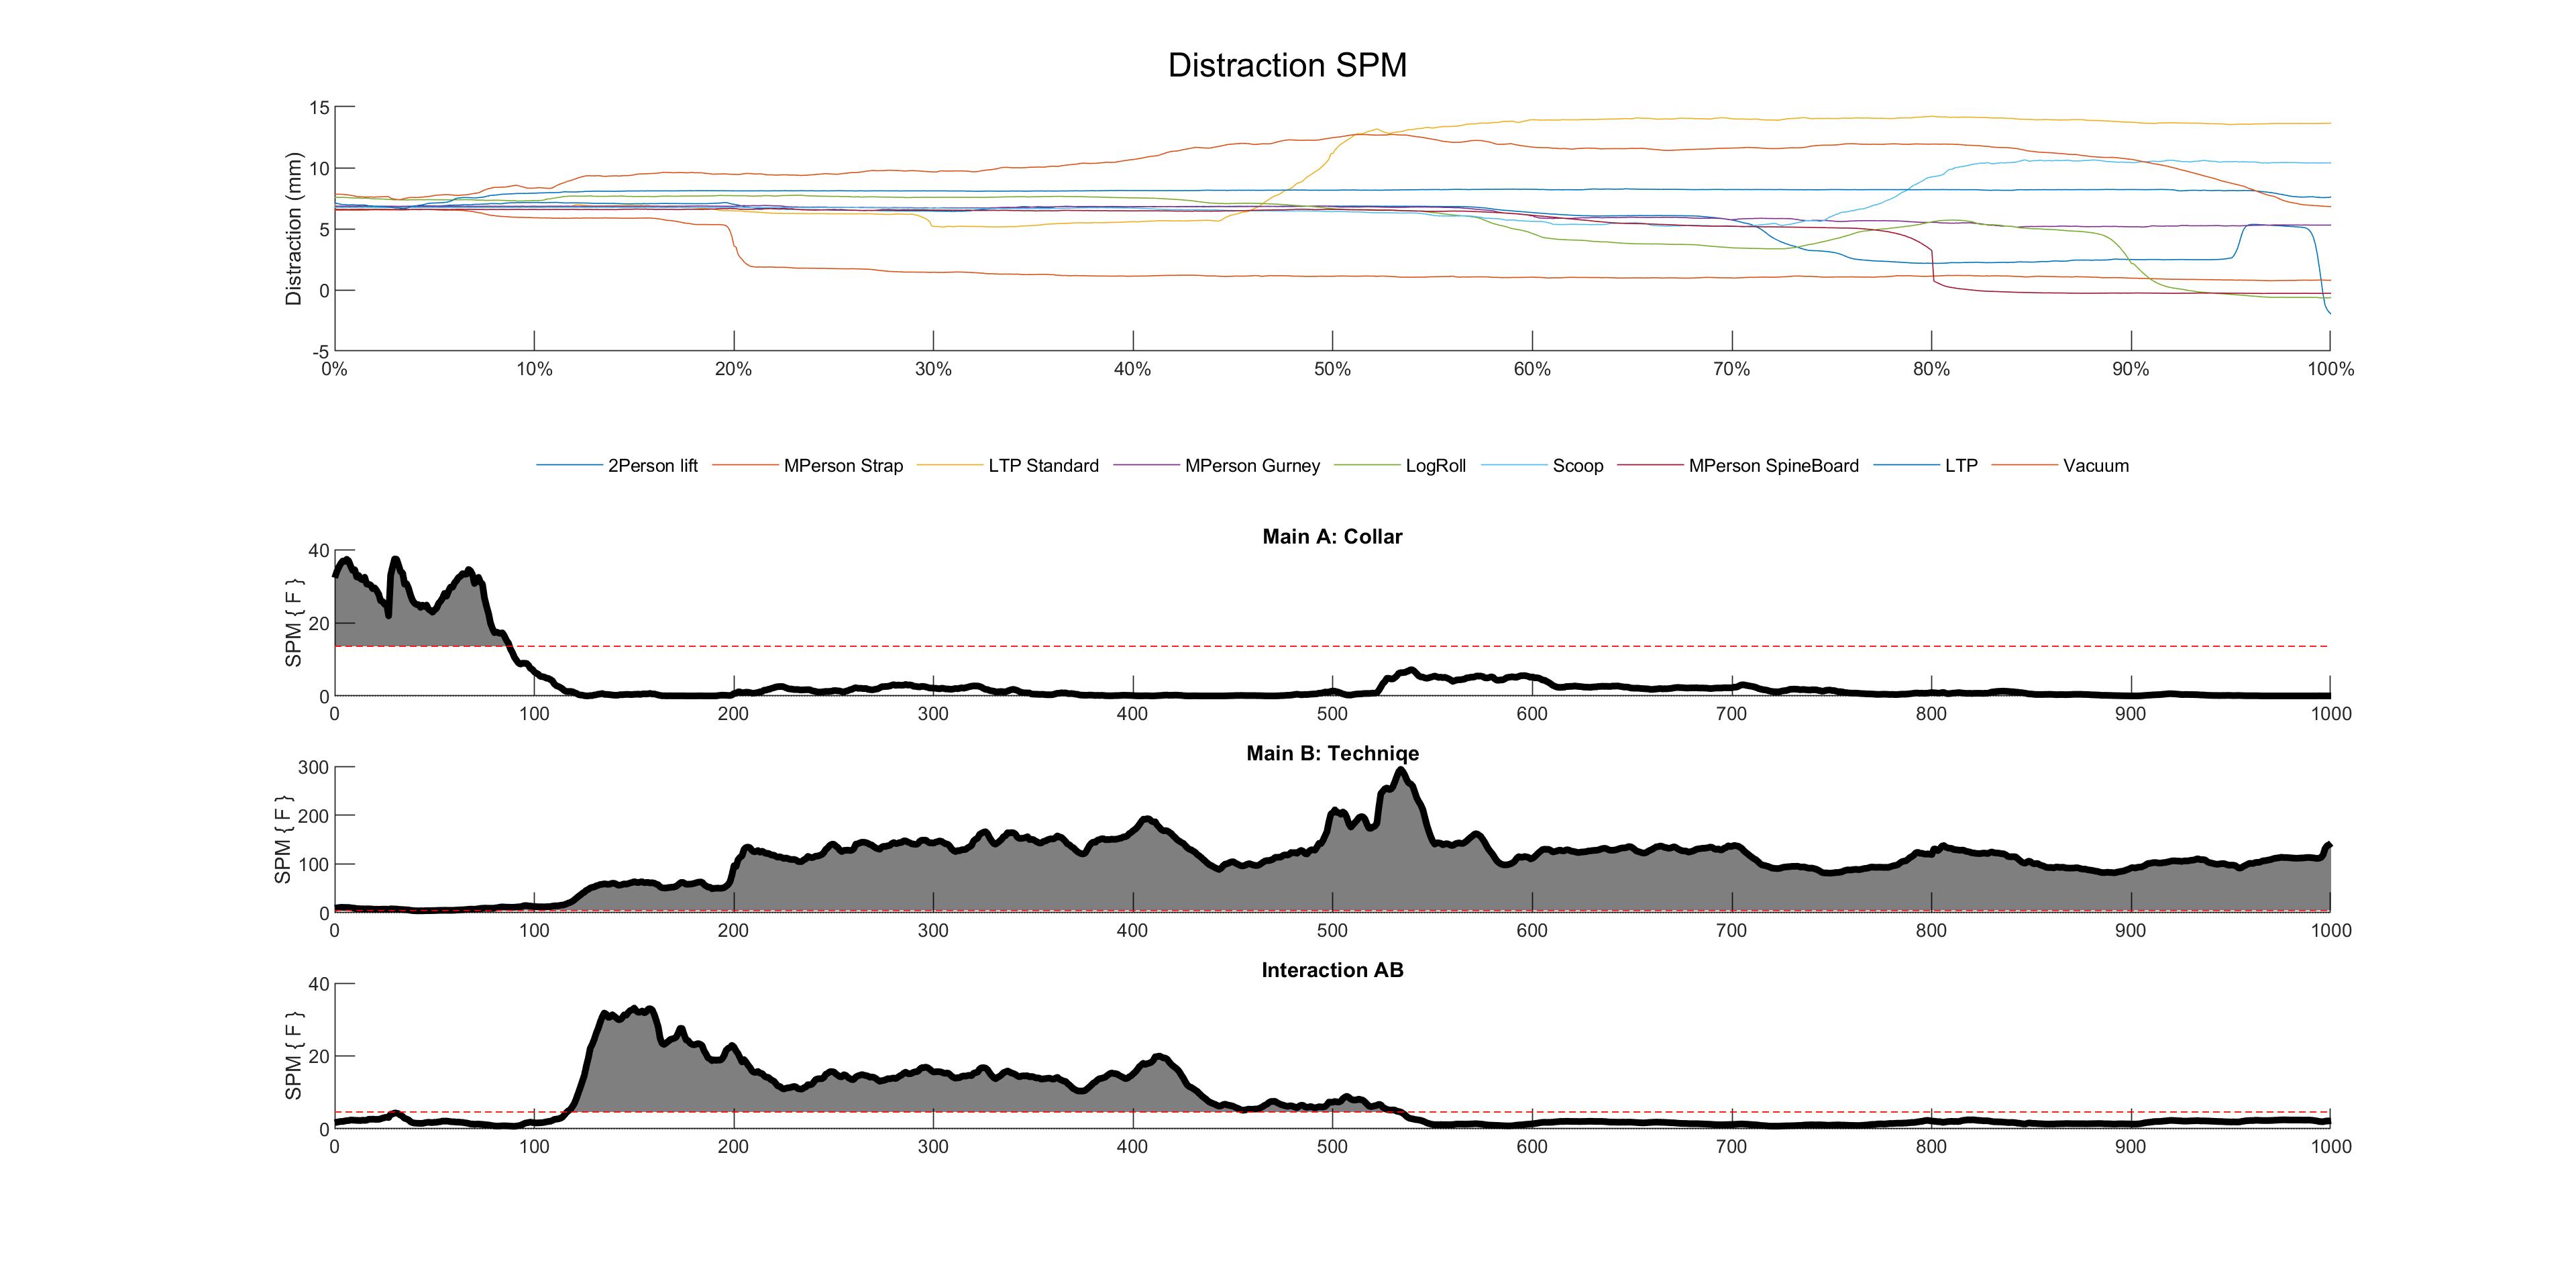 Distraction SPM
15
10
5
0
-5
Distraction (mm)
0% 10% 20% 30% 40% 50% 60% 70% 80% 90% 100%
2Person lift MPerson Strap LTP Standard MPerson Gurney LogRoll Scoop MPerson SpineBoard LTP Vacuum
Main A: Collar
40
20
0
SPM { F }
0 100 200 300 400 500 600 700 800 900 1000
Main B: Techniqe
300
200
100
0
SPM { F }
0 100 200 300 400 500 600 700 800 900 1000
Interaction AB
40
20
0
SPM { F }
0 100 200 300 400 500 600 700 800 900 1000